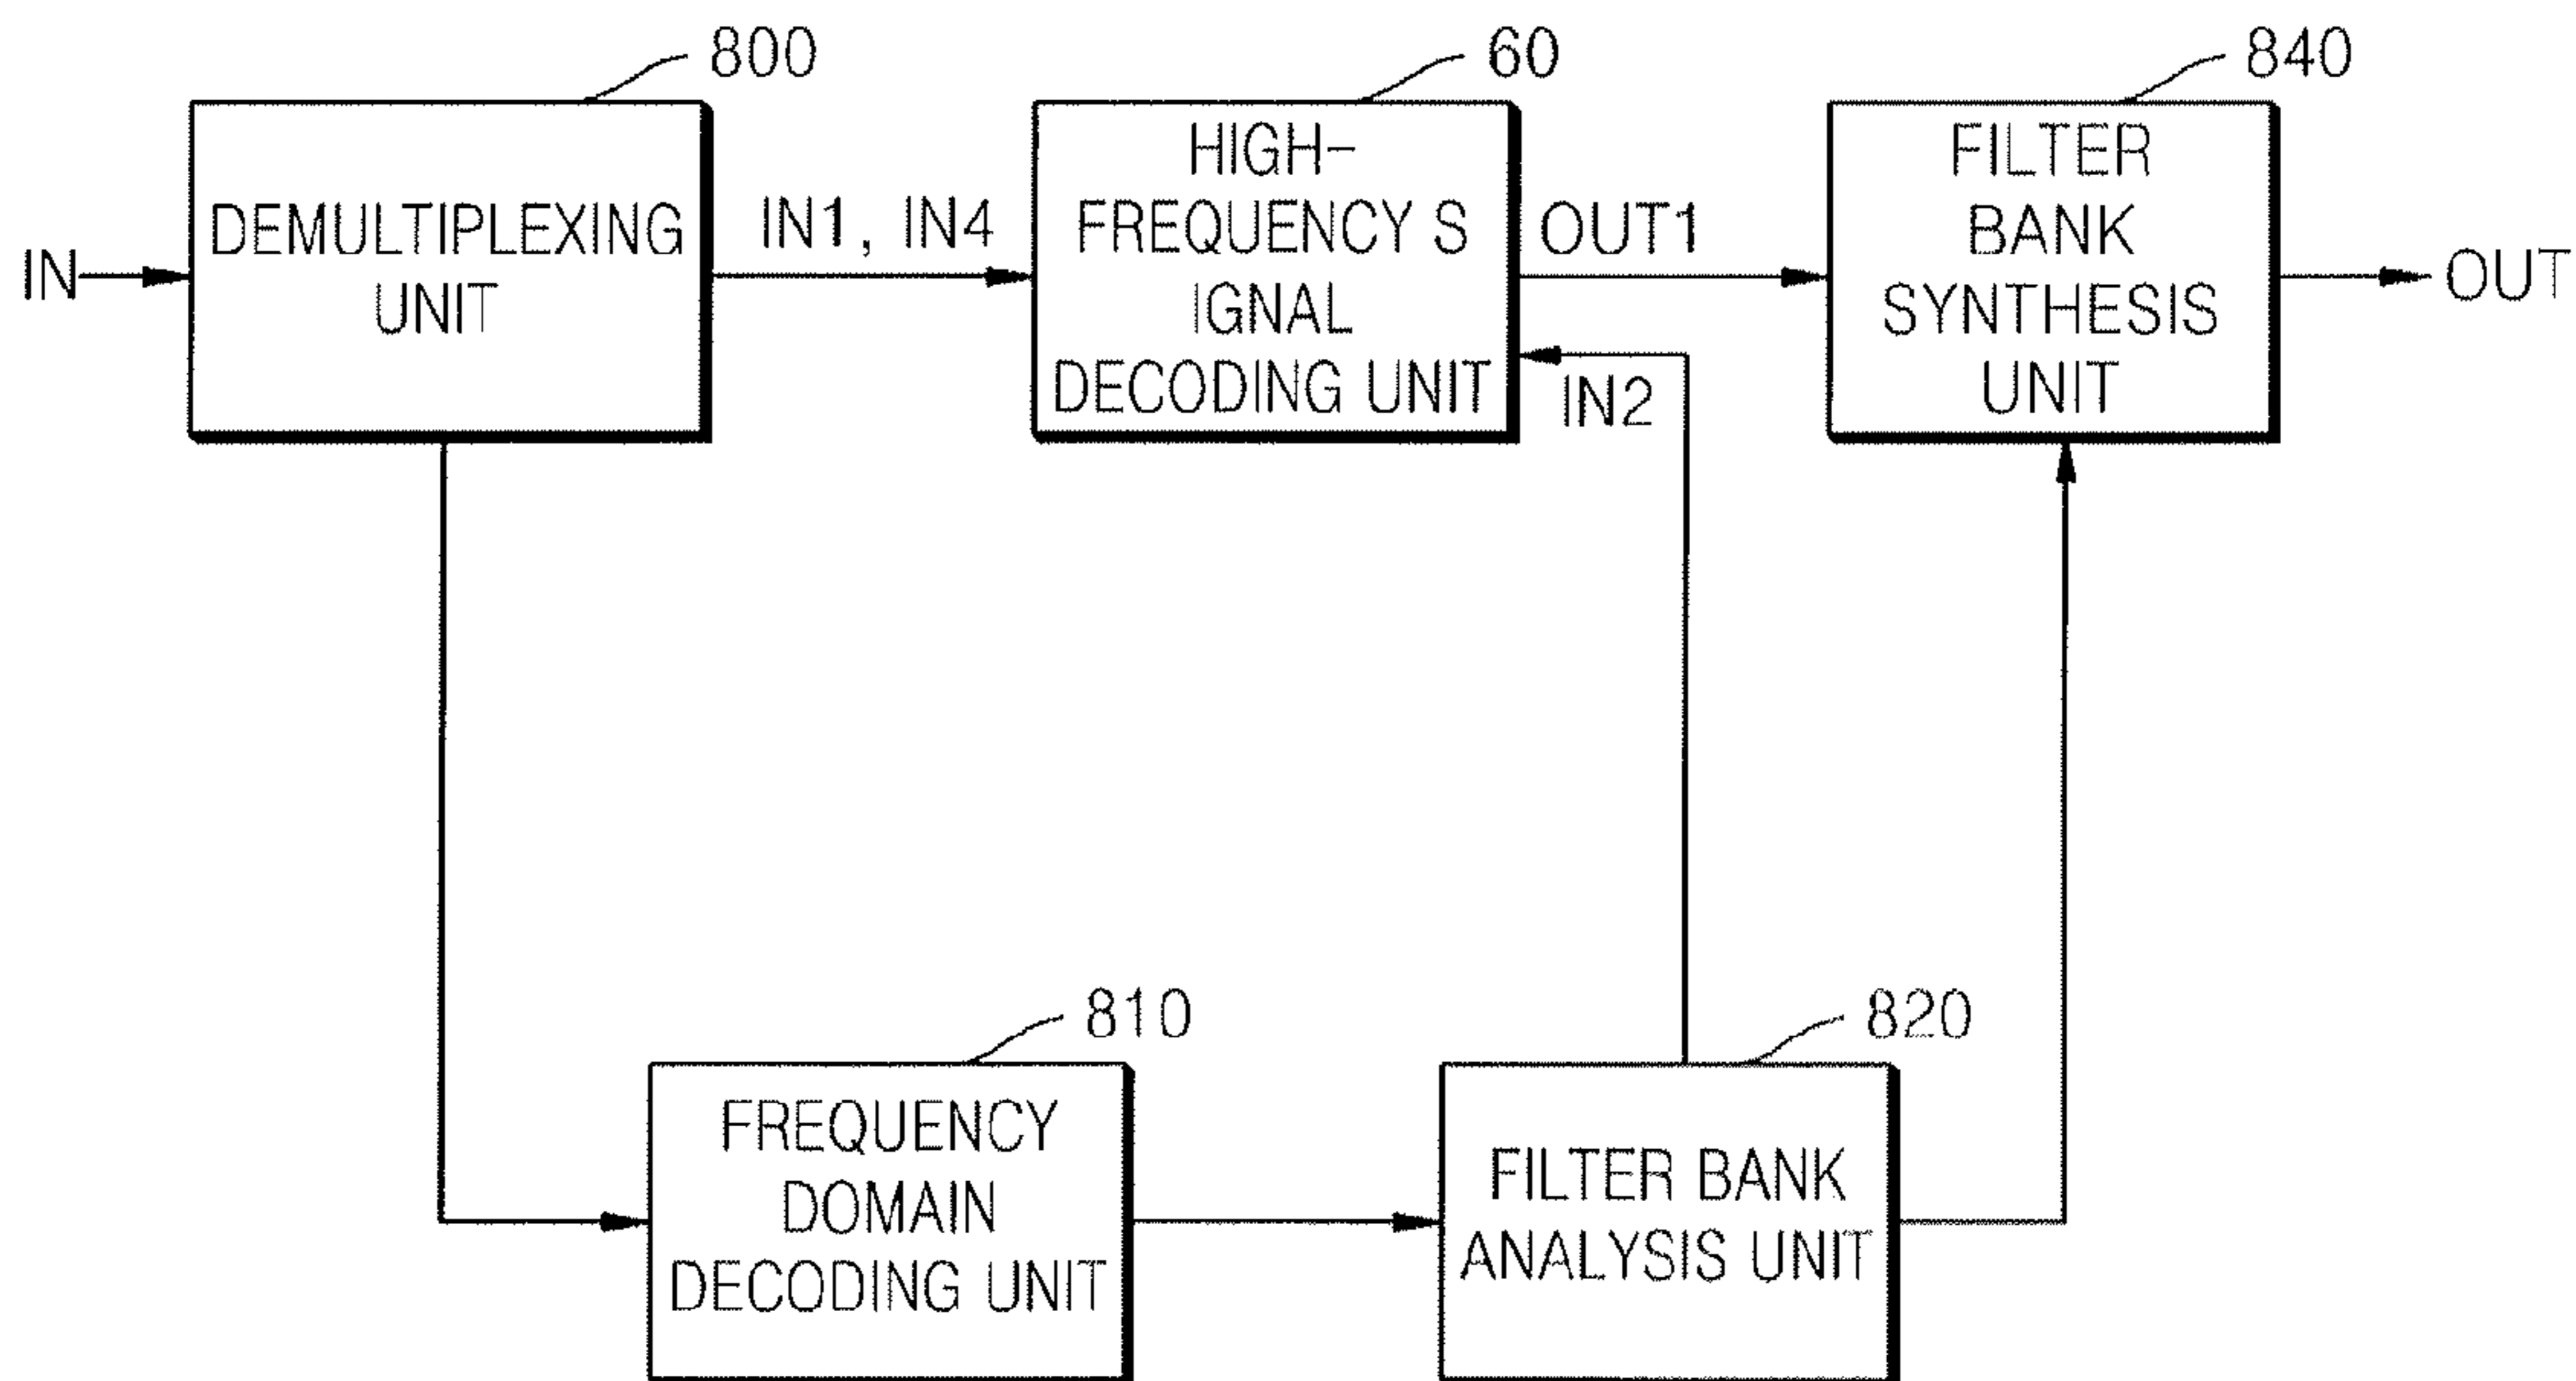 800
60
840
IN
DEMULTIPLEXING
UNIT
IN1, IN4
HIGH-
FREQUENCY S
IGNAL
DECODING UNIT
OUT1
IN2
FILTER
BANK
SYNTHESIS
UNIT
OUT
810
820
FREQUENCY
DOMAIN
DECODING UNIT
FILTER BANK
ANALYSIS UNIT